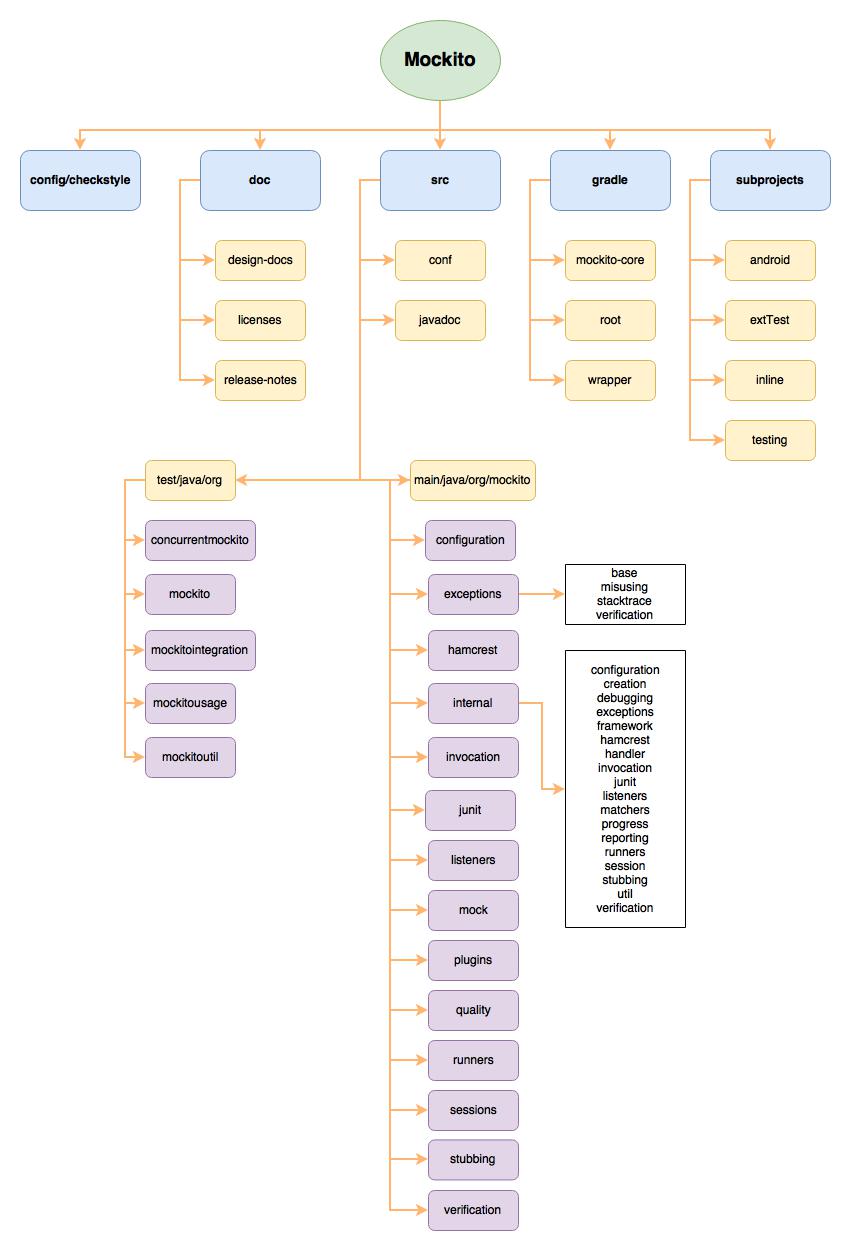 Mockito
config/checkstyle
doc
src
gradle
subprojects
design-docs
conf
mockito-core
android
licenses
javadoc
root
extTest
release-notes
wrapper
inline
testing
test/java/org
main/java/org/mockito
concurrentmockito
mockito
mockitointegration
mockitousage
mockitoutil
configuration
exceptions
hamcrest
internal
invocation
junit
listeners
mock
plugins
quality
runners
sessions
stubbing
verification
base
misusing
stacktrace
verification
configuration
creation
debugging
exceptions
framework
hamcrest
handler
invocation
junit
listeners
matchers
progress
reporting
runners
session
stubbing
util
verification